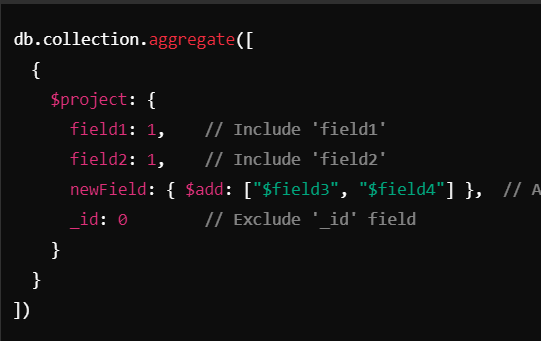 db.collection.aggregate([
  {
    $project: {
      field1: 1,    // Include 'field1'
      field2: 1,    // Include 'field2'
      newField: { $add: ["$field3", "$field4"] },  // A
      _id: 0        // Exclude '_id' field
    }
  }
])